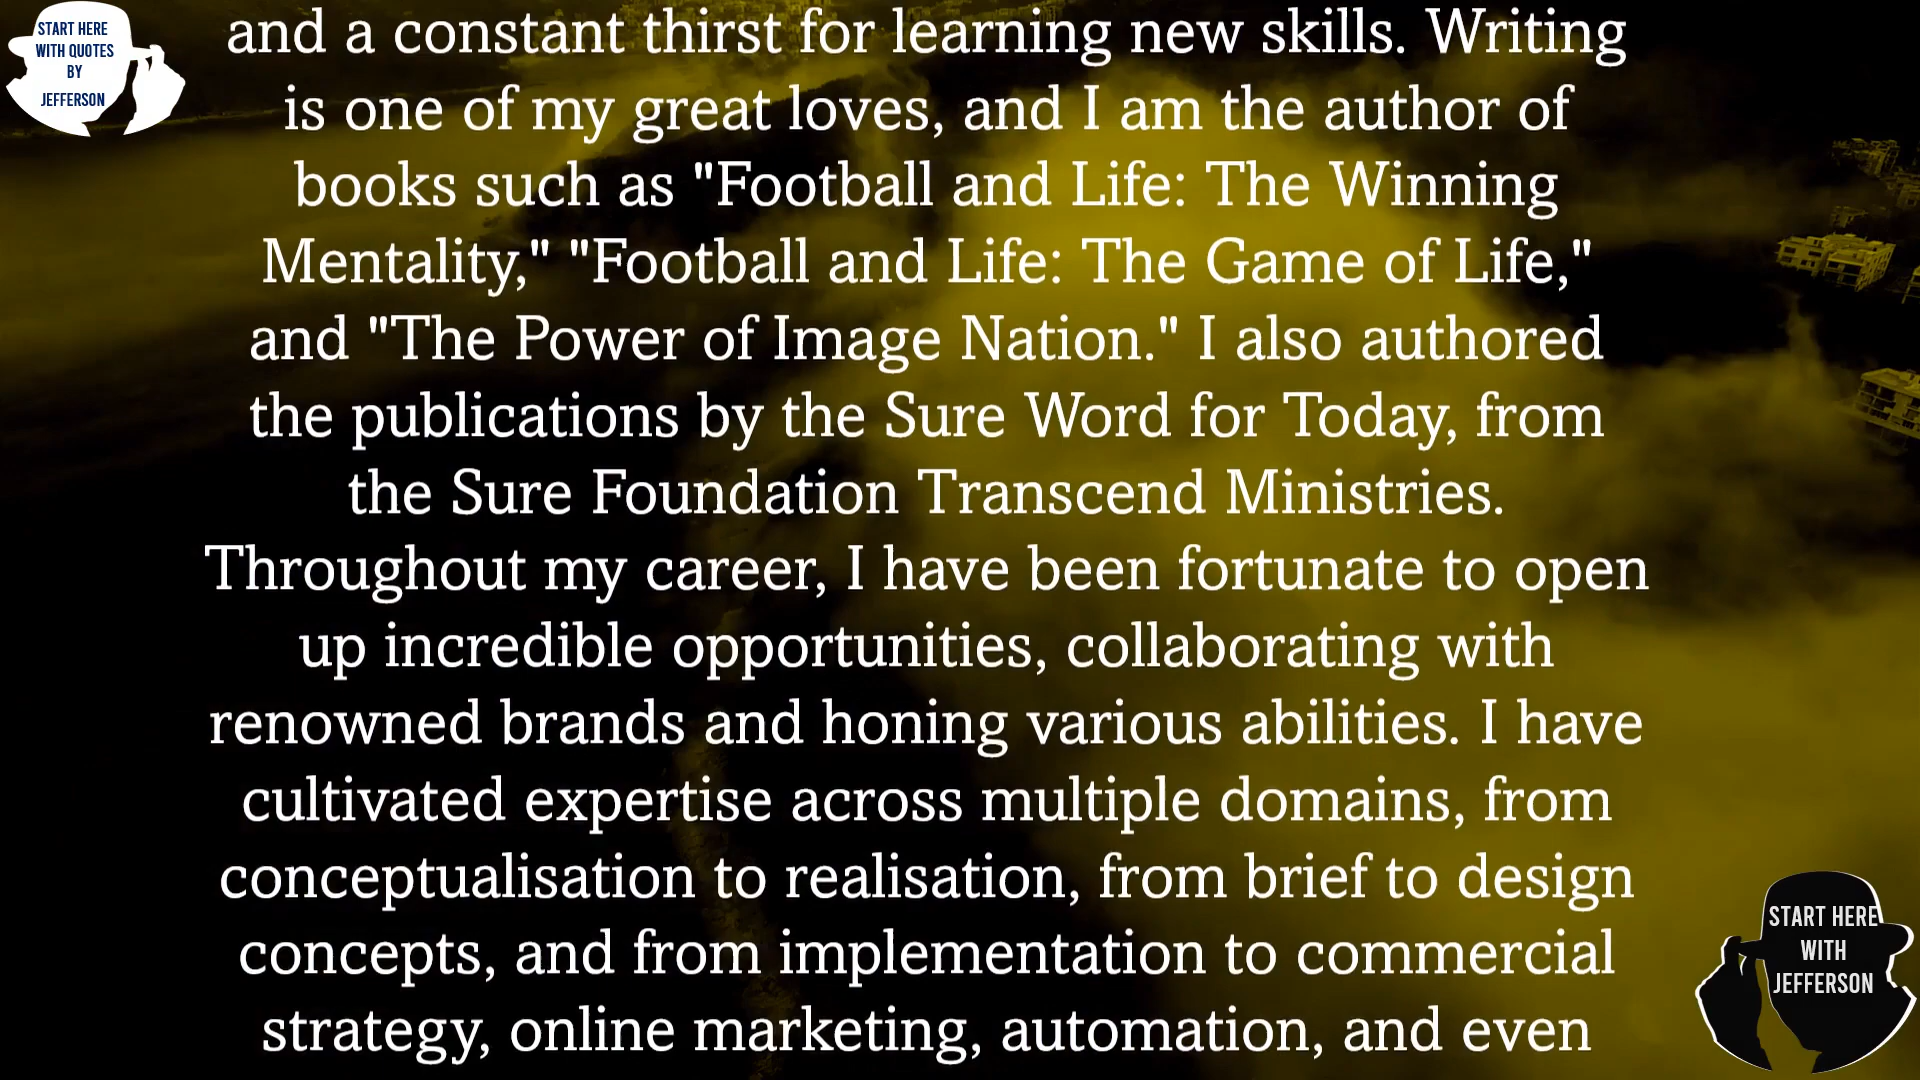 START HERE
WITH QUOTES
BY
JEFFERSON
and a constant thirst for learning new skills. Writing
is one of my great loves, and I am the author of
books such as "Football and Life: The Winning
Mentality," "Football and Life: The Game of Life,"
and "The Power of Image Nation." I also authored
the publications by the Sure Word for Today, from
the Sure Foundation Transcend Ministries.
Throughout my career, I have been fortunate to open
up incredible opportunities, collaborating with
renowned brands and honing various abilities. I have
cultivated expertise across multiple domains, from
conceptualisation to realisation, from brief to design
concepts, and from implementation to commercial
strategy, online marketing, automation, and even
START HERE
WITH
JEFFERSON